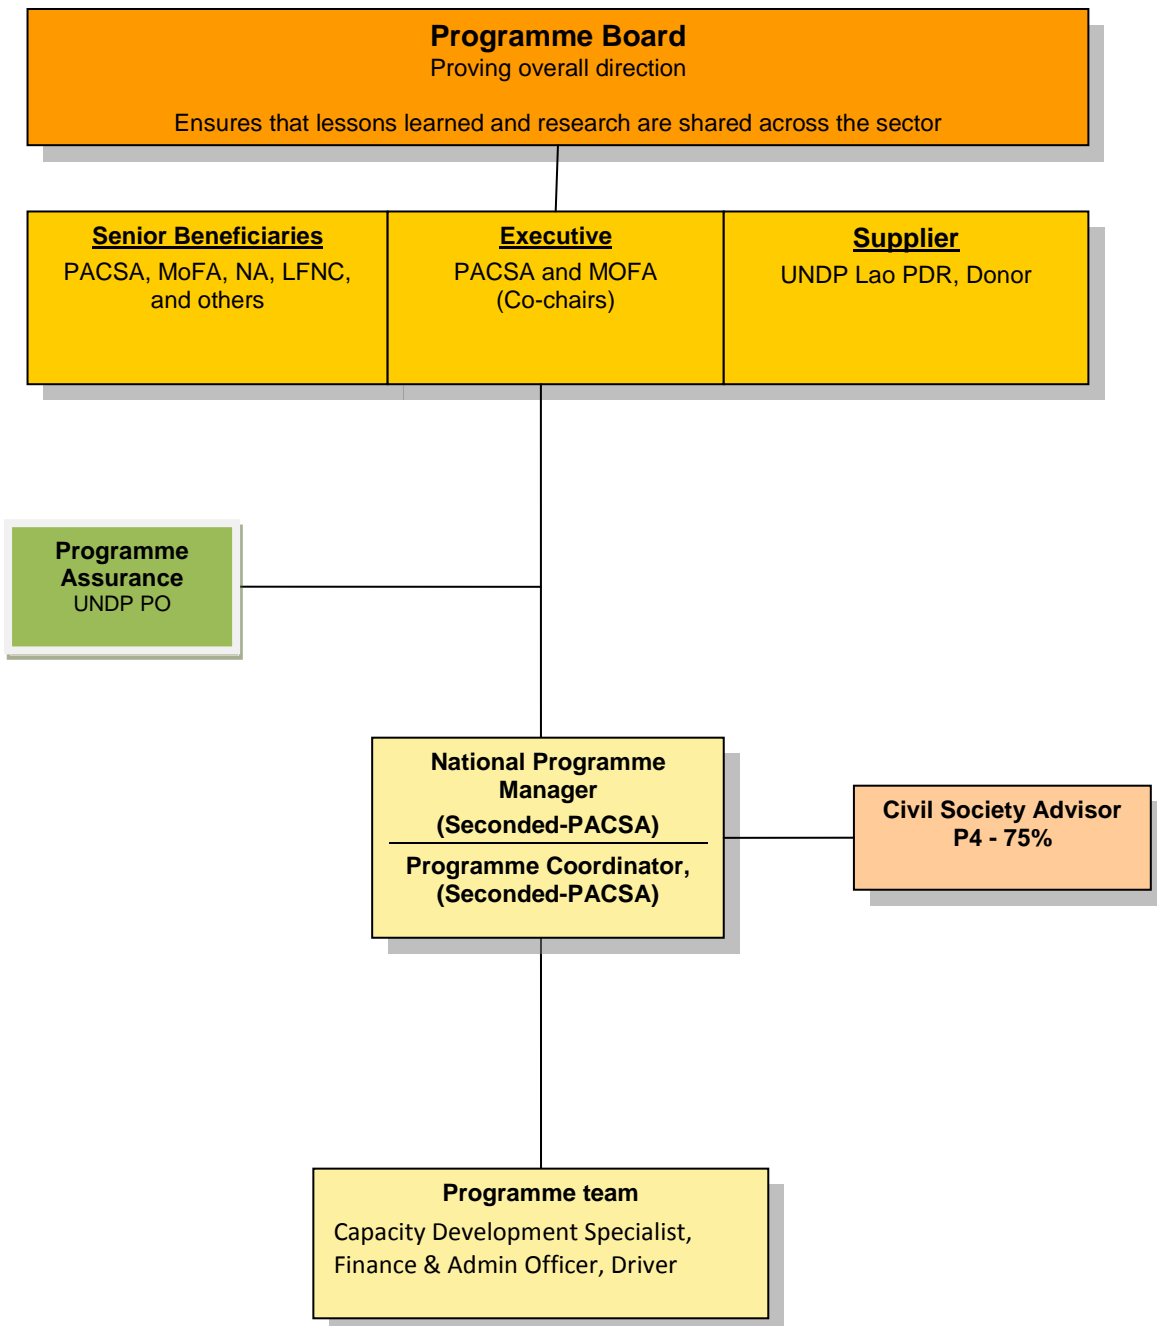 Programme Board
Proving overall direction
Ensures that lessons learned and research are shared across the sector
Senior Beneficiaries
PACSA, MoFA, NA, LFNC,
and others
Executive
PACSA and MOFA
(Co-chairs)
Supplier
UNDP Lao PDR, Donor
Programme
Assurance
UNDP PO
National Programme
Manager
(Seconded-PACSA)
Programme Coordinator,
(Seconded-PACSA)
Civil Society Advisor
P4 - 75%
Programme team
Capacity Development Specialist,
Finance & Admin Officer, Driver